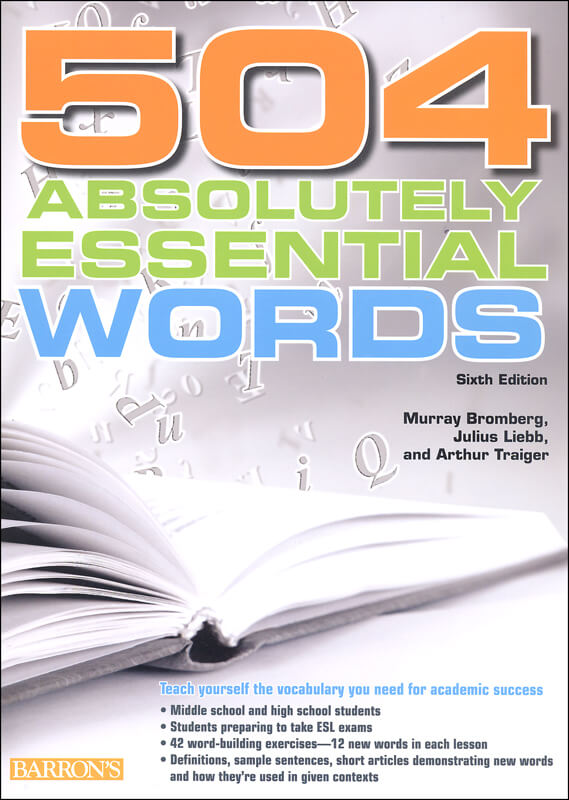 504
ABSOLUTELY
ESSENTIAL
WORDS
Sixth Edition
Murray Bromberg,
Julius Liebb,
and Arthur Traiger
Teach yourself the vocabulary you need for academic success
• Middle school and high school students
• Students preparing to take ESL exams
• 42 word-building exercises—12 new words in each lesson
• Definitions, sample sentences, short articles demonstrating new words
and how they're used in given contexts
BARRON'S